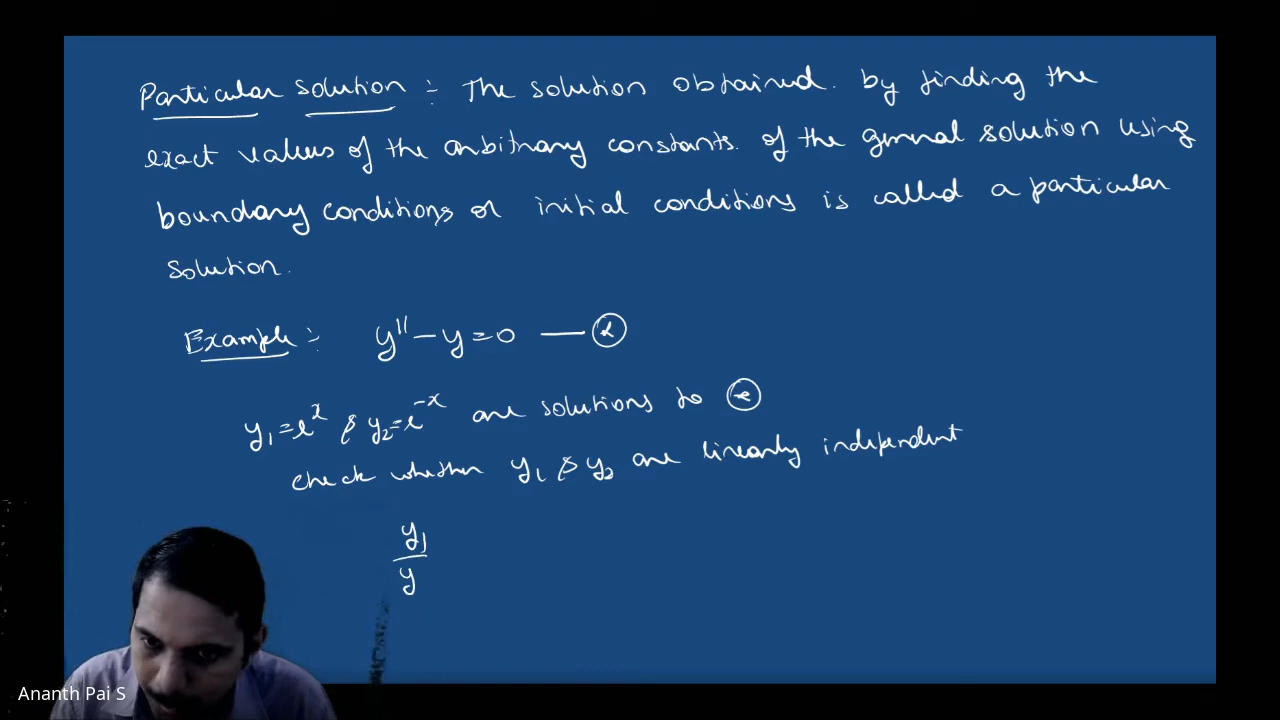 Particular solution :- The solution obtained. by finding the
exact values of the arbitrary constants. of the general solution using
boundary conditions or initial conditions is called a particular
solution.
Example :- y'' - y = 0 — *
y₁ = eˣ & y₂ = e⁻ˣ are solutions to *
check whether y₁ & y₂ are linearly independent
y₁
y
Ananth Pai S